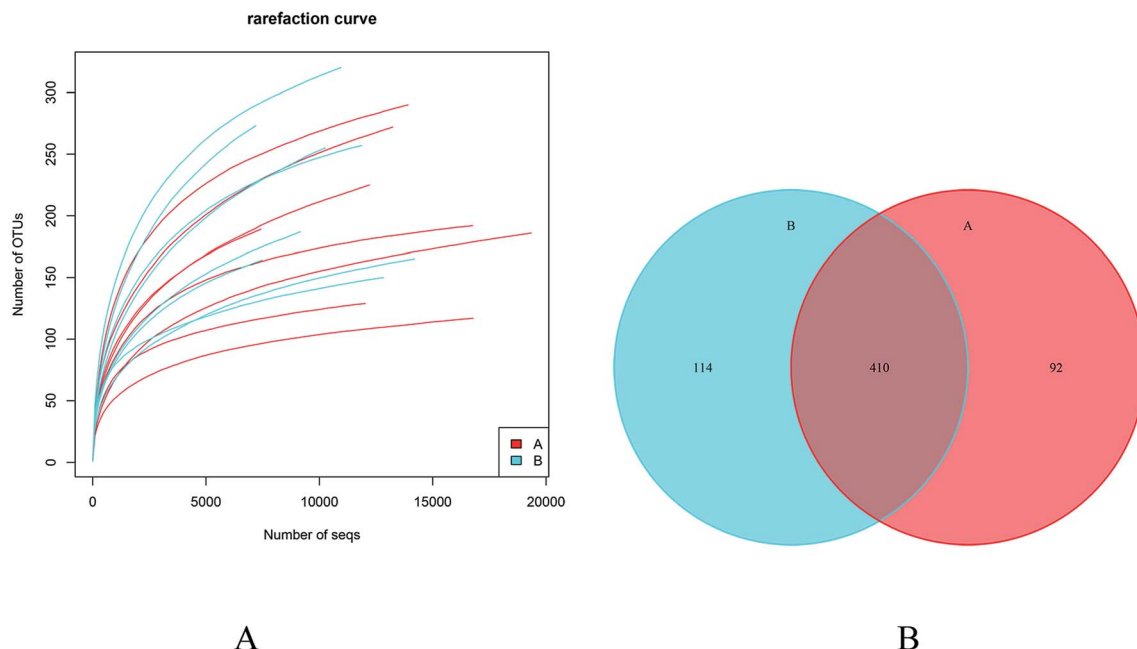 rarefaction curve
Number of OTUs
300
250
200
150
100
50
0
A
B
0 5000 10000 15000 20000
Number of seqs
B A
114 410 92
A B